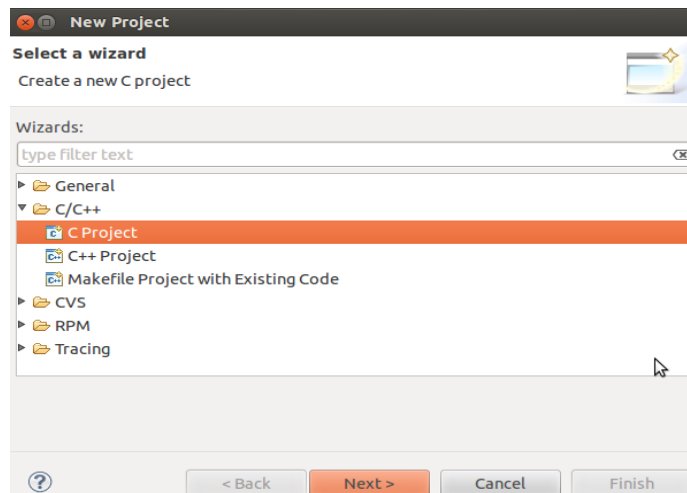 New Project
Select a wizard
Create a new C project
Wizards:
type filter text
General
C/C++
C Project
C++ Project
Makefile Project with Existing Code
CVS
RPM
Tracing
? < Back Next > Cancel Finish